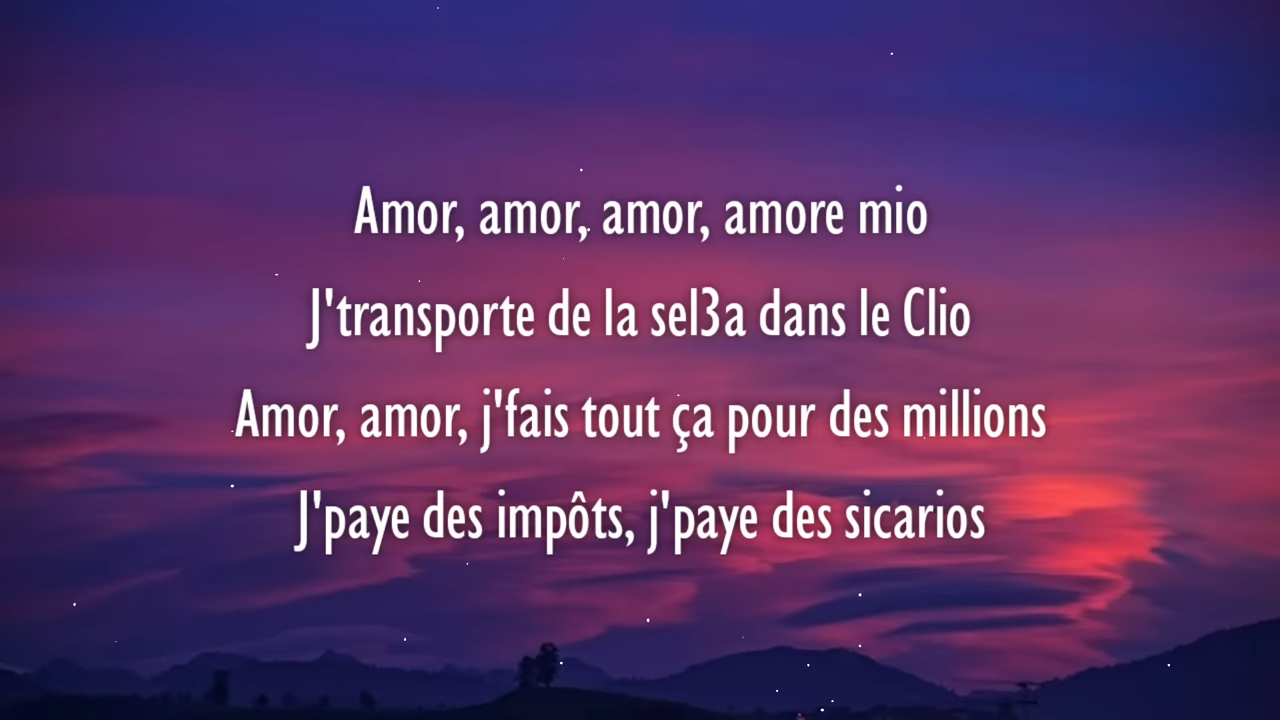 Amor, amor, amor, amore mio
J'transporte de la sel3a dans le Clio
Amor, amor, j'fais tout ça pour des millions
J'paye des impôts, j'paye des sicarios